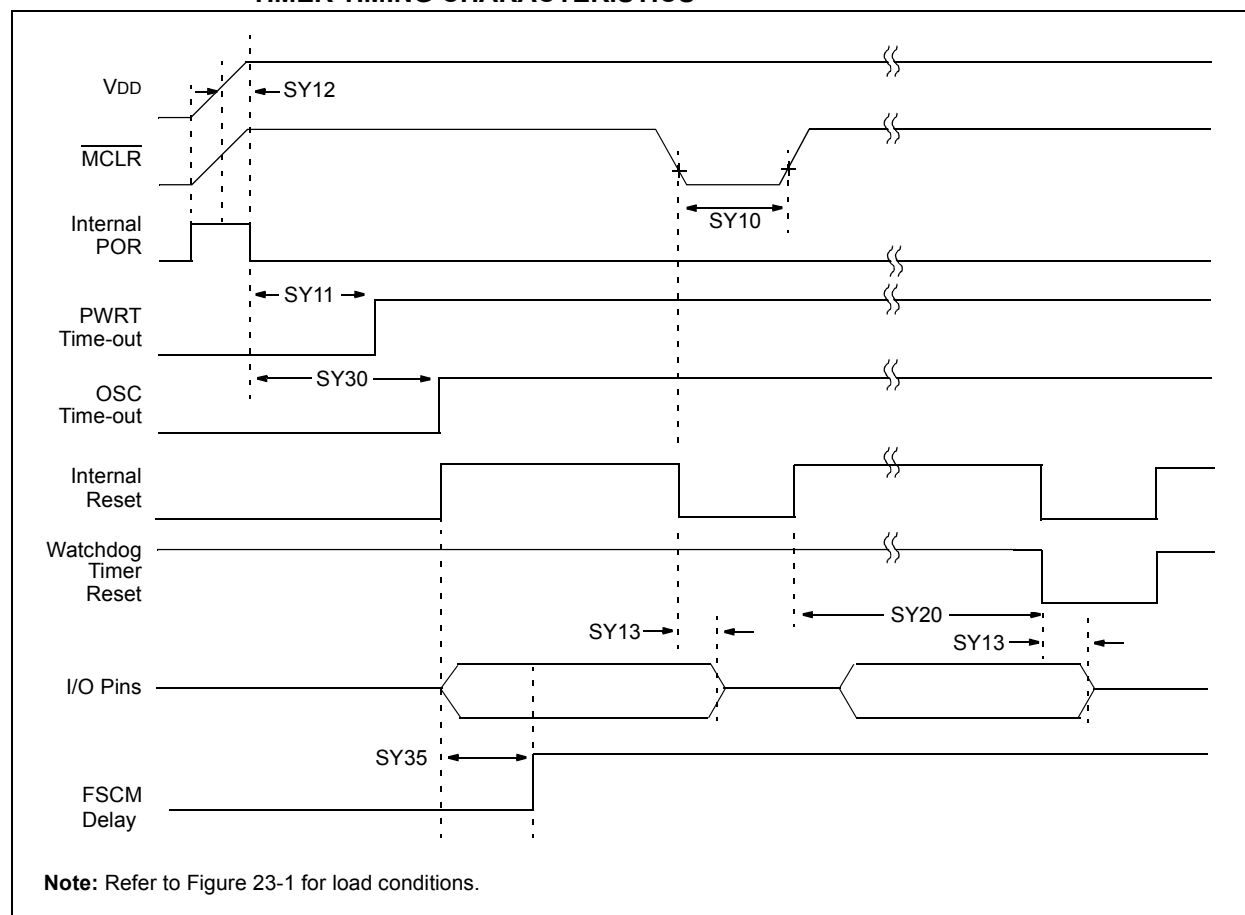 TIMER TIMING CHARACTERISTICS
VDD
SY12
MCLR
SY10
Internal
POR
SY11
PWRT
Time-out
SY30
OSC
Time-out
Internal
Reset
Watchdog
Timer
Reset
SY20
SY13
SY13
I/O Pins
SY35
FSCM
Delay
Note: Refer to Figure 23-1 for load conditions.